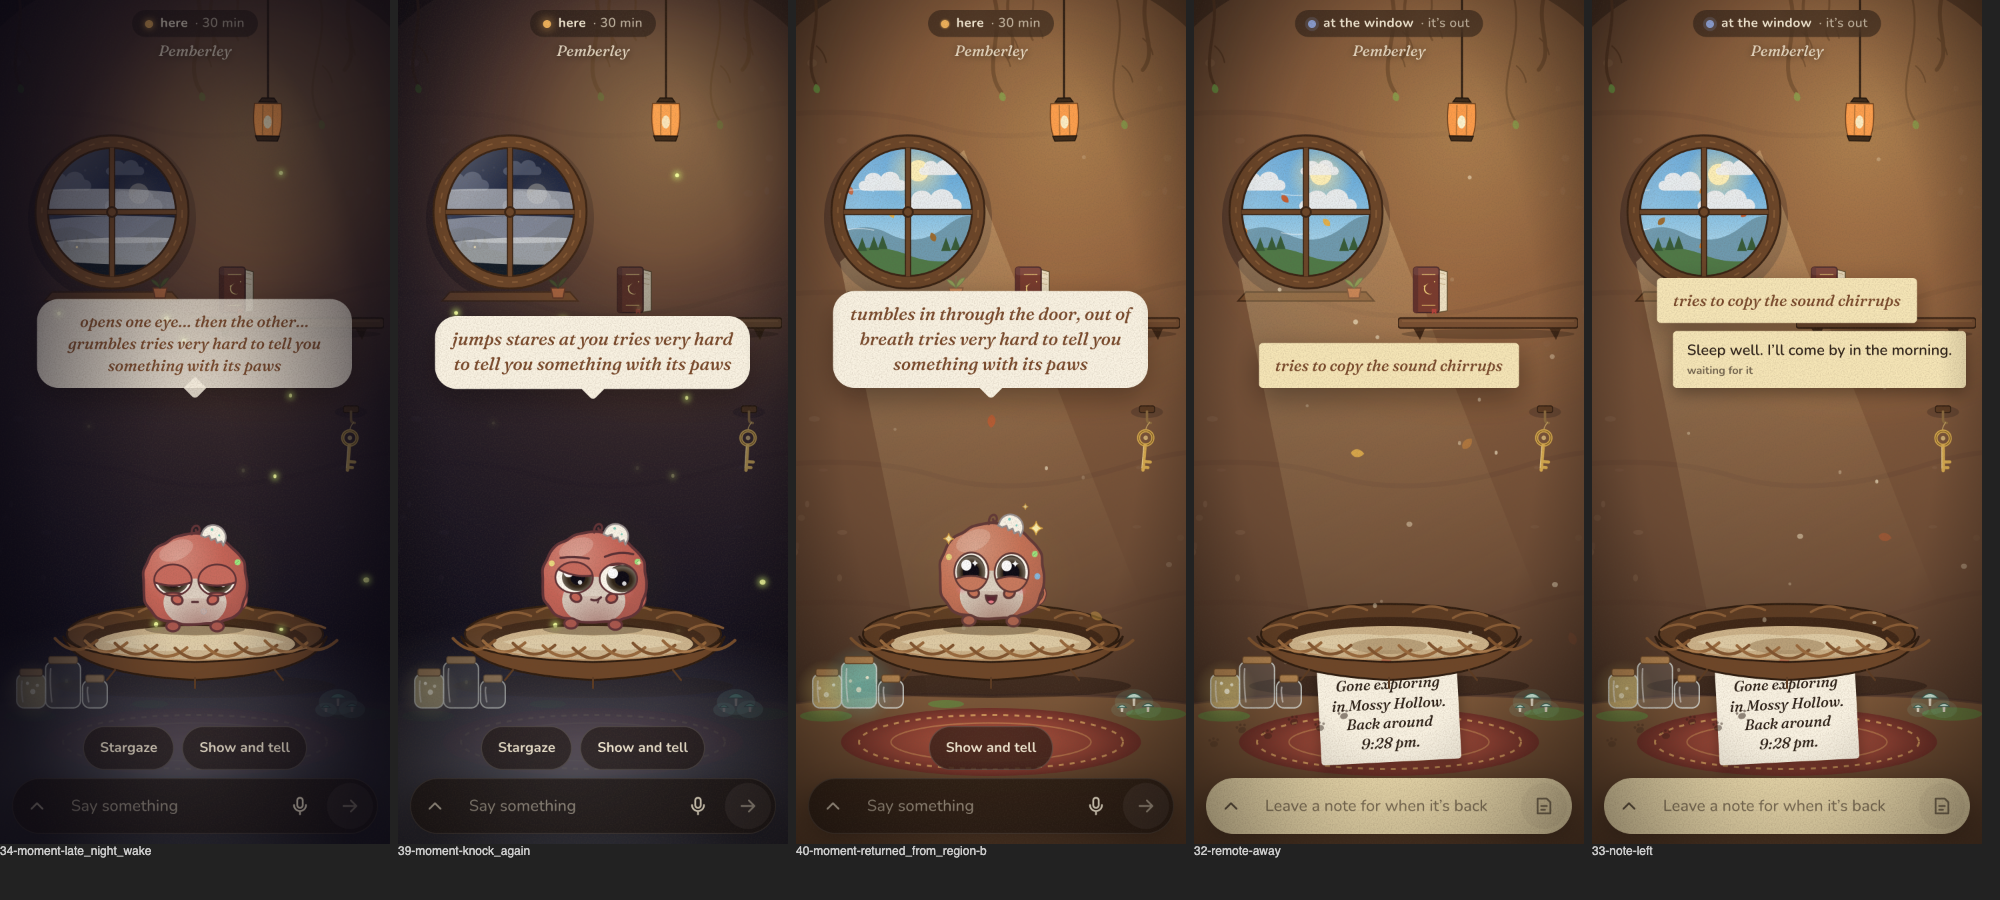 here · 30 min
Pemberley
opens one eye... then the other...
grumbles tries very hard to tell you
something with its paws
Stargaze
Show and tell
Say something
34-moment-late_night_wake
here · 30 min
Pemberley
jumps stares at you tries very hard
to tell you something with its paws
Stargaze
Show and tell
Say something
39-moment-knock_again
here · 30 min
Pemberley
tumbles in through the door, out of
breath tries very hard to tell you
something with its paws
Show and tell
Say something
40-moment-returned_from_region-b
at the window · it's out
Pemberley
tries to copy the sound chirrups
Gone exploring
in Mossy Hollow.
Back around
9:28 pm.
Leave a note for when it's back
32-remote-away
at the window · it's out
Pemberley
tries to copy the sound chirrups
Sleep well. I'll come by in the morning.
waiting for it
Gone exploring
in Mossy Hollow.
Back around
9:28 pm.
Leave a note for when it's back
33-note-left